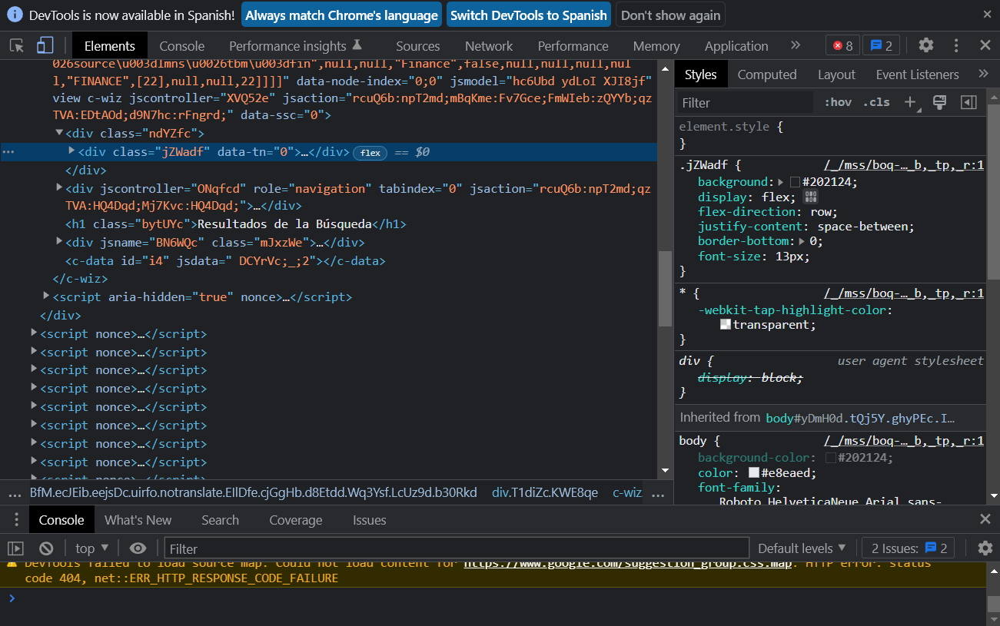 DevTools is now available in Spanish! Always match Chrome's language Switch DevTools to Spanish Don't show again
Elements Console Performance insights Sources Network Performance Memory Application 8 2
026source\u003dlmns\u0026tbm\u003dfin",null,null,"Finance",false,null,null,null,nul
l,"FINANCE",[22],null,null,22]]]]" data-node-index="0;0" jsmodel="hc6Ubd ydLoI XJI8jf"
view c-wiz jscontroller="XVQ52e" jsaction="rcuQ6b:npT2md;mBqKme:Fv7Gce;FmWIeb:zQYYb;qz
TVA:EDtAOd;d9N7hc:rFngrd;" data-ssc="0">
<div class="ndYZfc">
… <div class="jZWadf" data-tn="0">…</div> flex == $0
</div>
<div jscontroller="ONqfcd" role="navigation" tabindex="0" jsaction="rcuQ6b:npT2md;qz
TVA:HQ4Dqd;Mj7Kvc:HQ4Dqd;">…</div>
<h1 class="bytUYc">Resultados de la Búsqueda</h1>
<div jsname="BN6WQc" class="mJxzWe">…</div>
<c-data id="i4" jsdata=" DCYrVc;_;2"></c-data>
</c-wiz>
<script aria-hidden="true" nonce>…</script>
</div>
<script nonce>…</script>
<script nonce>…</script>
<script nonce>…</script>
<script nonce>…</script>
<script nonce>…</script>
<script nonce>…</script>
<script nonce>…</script>
<script nonce>…</script>
… BfM.ecJEib.eejsDc.uirfo.notranslate.EIlDfe.cjGgHb.d8Etdd.Wq3Ysf.LcUz9d.b30Rkd div.T1diZc.KWE8qe c-wiz …
Styles Computed Layout Event Listeners
Filter :hov .cls
element.style {
}
.jZWadf { /_/mss/boq-…_b,_tp,_r:1
background: #202124;
display: flex;
flex-direction: row;
justify-content: space-between;
border-bottom: 0;
font-size: 13px;
}
* { /_/mss/boq-…_b,_tp,_r:1
-webkit-tap-highlight-color:
transparent;
}
div { user agent stylesheet
display: block;
}
Inherited from body#yDmH0d.tQj5Y.ghyPEc.I…
body { /_/mss/boq-…_b,_tp,_r:1
background-color: #202124;
color: #e8eaed;
font-family:
Roboto,HelveticaNeue,Arial,sans-
Console What's New Search Coverage Issues
top Filter Default levels 2 Issues: 2
DevTools failed to load source map: Could not load content for https://www.google.com/suggestion_group.css.map: HTTP error: status
code 404, net::ERR_HTTP_RESPONSE_CODE_FAILURE